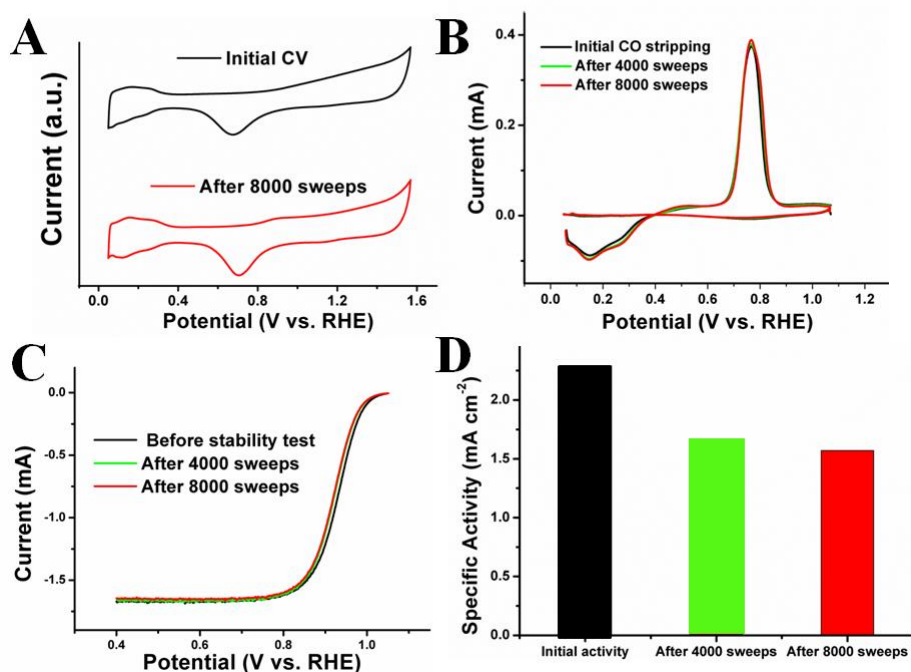 A
Initial CV
After 8000 sweeps
Current (a.u.)
0.0 0.4 0.8 1.2 1.6
Potential (V vs. RHE)
B
Initial CO stripping
After 4000 sweeps
After 8000 sweeps
Current (mA)
0.4
0.2
0.0
0.0 0.2 0.4 0.6 0.8 1.0
Potential (V vs. RHE)
C
Before stability test
After 4000 sweeps
After 8000 sweeps
Current (mA)
0.0
-0.5
-1.0
-1.5
0.4 0.6 0.8 1.0
Potential (V vs. RHE)
D
Specific Activity (mA cm⁻²)
2.0
1.5
1.0
0.5
0.0
Initial activity After 4000 sweeps After 8000 sweeps